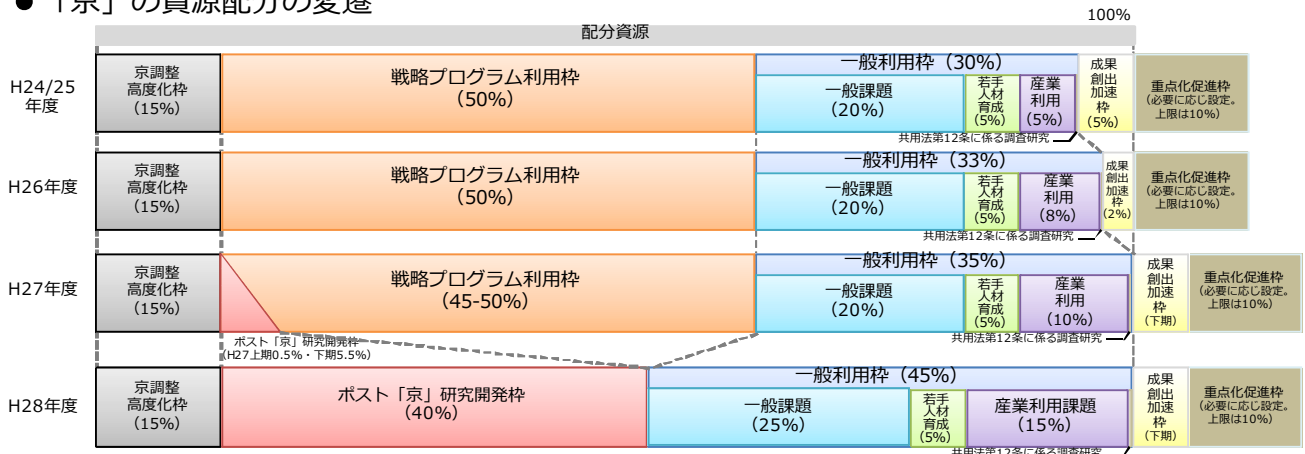 ●「京」の資源配分の変遷
100%
配分資源
H24/25
年度
京調整
高度化枠
(15%)
戦略プログラム利用枠
(50%)
一般利用枠（30%）
一般課題
(20%)
若手
人材
育成
(5%)
産業
利用
(5%)
成果
創出
加速
枠
(5%)
重点化促進枠
(必要に応じ設定。
上限は10%)
共用法第12条に係る調査研究
H26年度
京調整
高度化枠
(15%)
戦略プログラム利用枠
(50%)
一般利用枠（33%）
一般課題
(20%)
若手
人材
育成
(5%)
産業
利用
(8%)
成果
創出
加速
枠
(2%)
重点化促進枠
(必要に応じ設定。
上限は10%)
共用法第12条に係る調査研究
H27年度
京調整
高度化枠
(15%)
戦略プログラム利用枠
(45-50%)
一般利用枠（35%）
一般課題
(20%)
若手
人材
育成
(5%)
産業
利用
(10%)
成果
創出
加速
枠
(下期)
重点化促進枠
(必要に応じ設定。
上限は10%)
ポスト「京」研究開発枠
(H27上期0.5%・下期5.5%)
共用法第12条に係る調査研究
H28年度
京調整
高度化枠
(15%)
ポスト「京」研究開発枠
(40%)
一般利用枠（45%）
一般課題
(25%)
若手
人材
育成
(5%)
産業利用課題
(15%)
成果
創出
加速
枠
(下期)
重点化促進枠
(必要に応じ設定。
上限は10%)
共用法第12条に係る調査研究